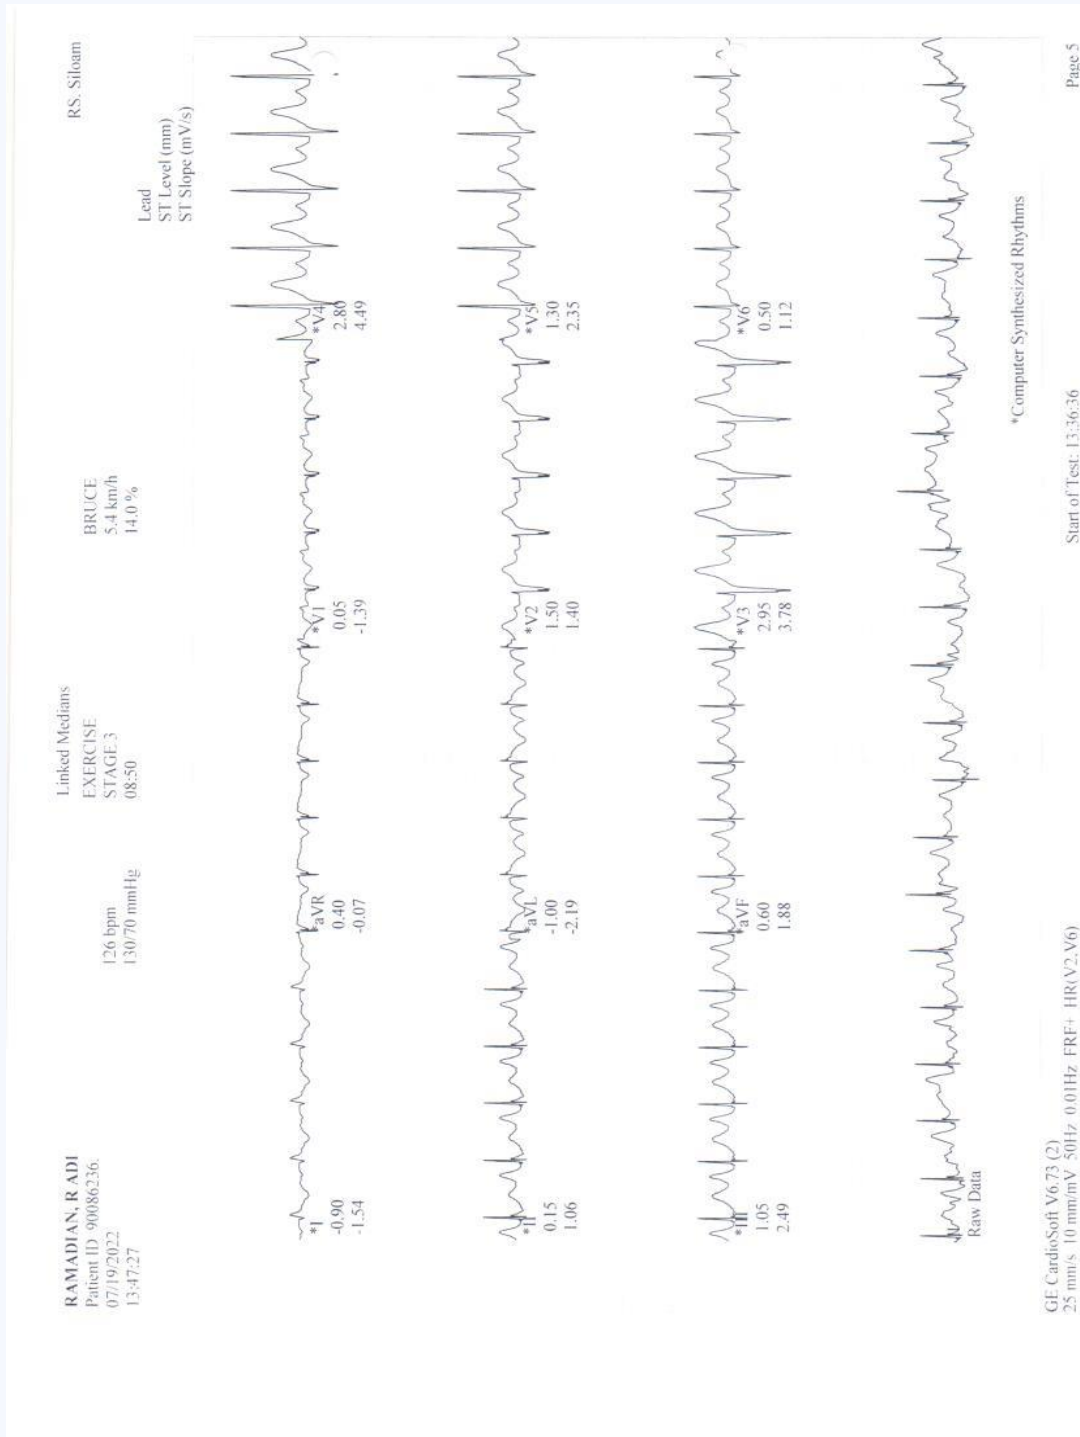 RAMADIAN, R ADI
Patient ID 90086236.
07/19/2022
13:47:27
126 bpm
130/70 mmHg
Linked Medians
EXERCISE
STAGE 3
08:50
BRUCE
5.4 km/h
14.0 %
RS. Siloam
Lead
ST Level (mm)
ST Slope (mV/s)
*I
-0.90
-1.54
*aVR
0.40
-0.07
*V1
0.05
-1.39
*V4
2.80
4.49
*II
0.15
1.06
*aVL
-1.00
-2.19
*V2
1.50
1.40
*V5
1.30
2.35
*III
1.05
2.49
*aVF
0.60
1.88
*V3
2.95
3.78
*V6
0.50
1.12
Raw Data
*Computer Synthesized Rhythms
GE CardioSoft V6.73 (2)
25 mm/s 10 mm/mV 50Hz 0.01Hz FRF+ HR(V2,V6)
Start of Test: 13:36:36
Page 5